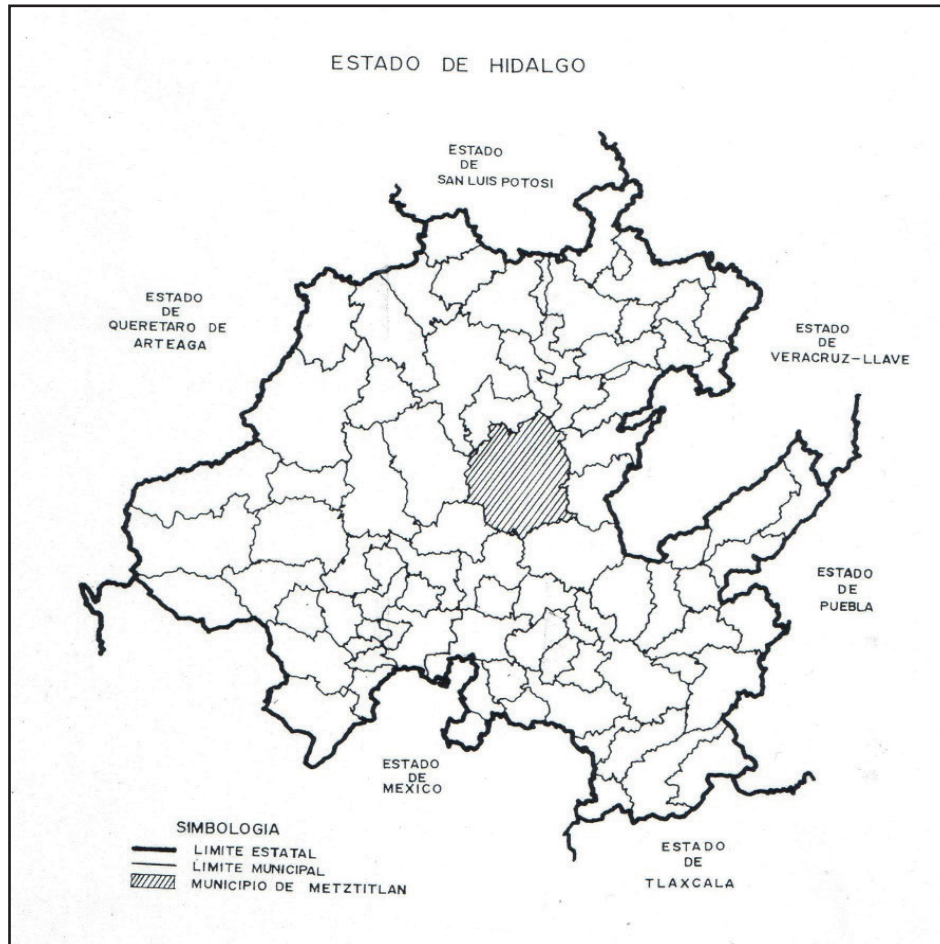 ESTADO DE HIDALGO
ESTADO
DE
SAN LUIS POTOSI
ESTADO
DE
QUERETARO DE
ARTEAGA
ESTADO
DE
VERACRUZ-LLAVE
ESTADO
DE
PUEBLA
ESTADO
DE
MEXICO
ESTADO
DE
TLAXCALA
SIMBOLOGIA
LIMITE ESTATAL
LIMITE MUNICIPAL
MUNICIPIO DE METZTITLAN